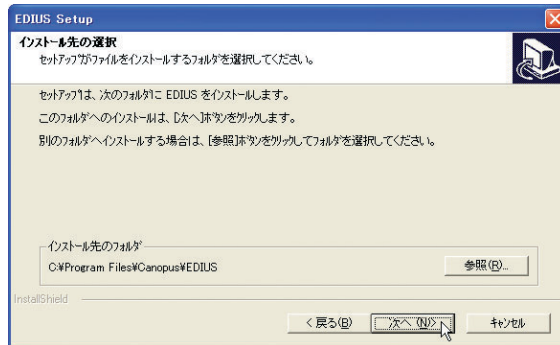 EDIUS Setup
インストール先の選択
セットアップがファイルをインストールするフォルダを選択してください。
セットアップは、次のフォルダに EDIUS をインストールします。
このフォルダへのインストールは、[次へ]ボタンをクリックします。
別のフォルダへインストールする場合は、[参照]ボタンをクリックしてフォルダを選択してください。
インストール先のフォルダ
C:¥Program Files¥Canopus¥EDIUS
参照(R)...
InstallShield
< 戻る(B)
次へ (N)>
キャンセル